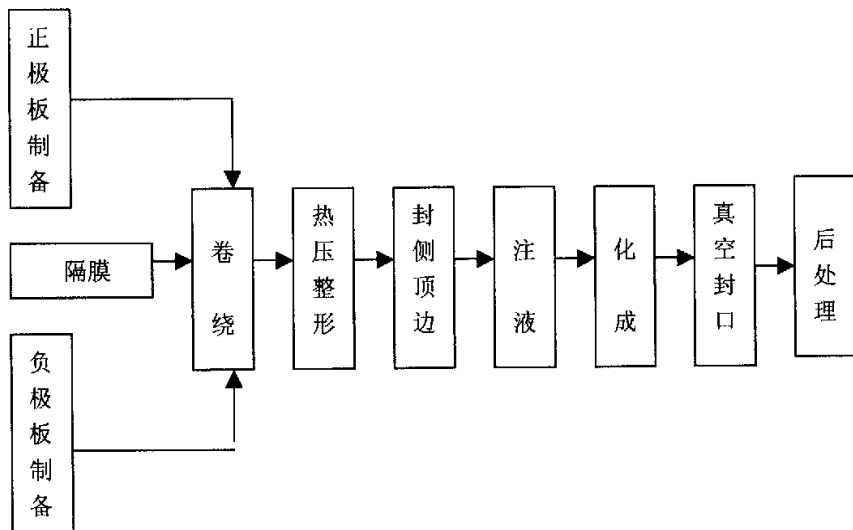 正极板制备
隔膜
负极板制备
卷绕
热压整形
封侧顶边
注液
化成
真空封口
后处理